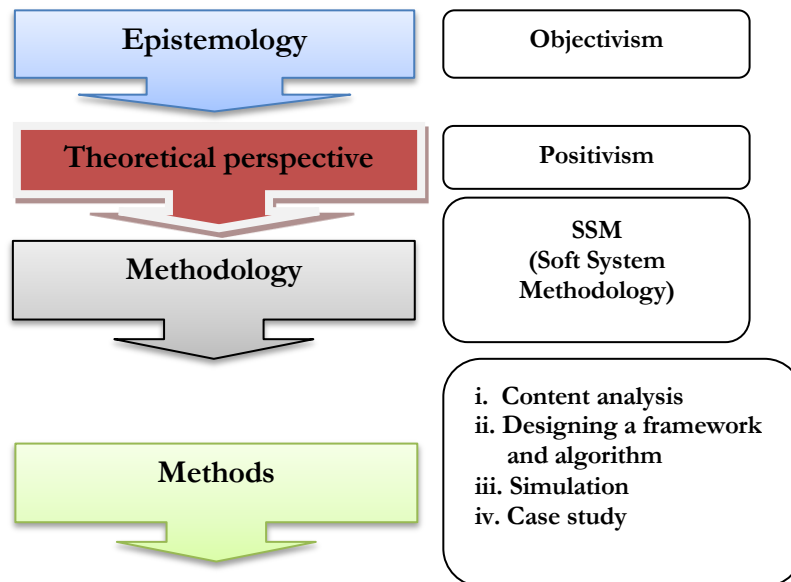 Epistemology
Objectivism
Theoretical perspective
Positivism
Methodology
SSM
(Soft System
Methodology)
Methods
i. Content analysis
ii. Designing a framework
and algorithm
iii. Simulation
iv. Case study